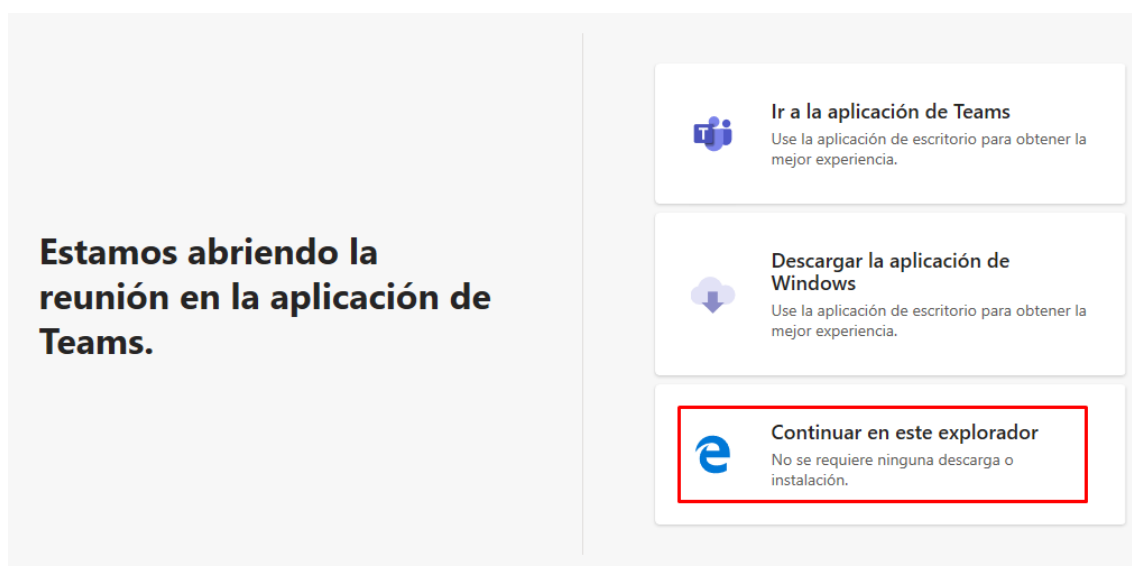 Estamos abriendo la
reunión en la aplicación de
Teams.
Ir a la aplicación de Teams
Use la aplicación de escritorio para obtener la
mejor experiencia.
Descargar la aplicación de
Windows
Use la aplicación de escritorio para obtener la
mejor experiencia.
Continuar en este explorador
No se requiere ninguna descarga o
instalación.